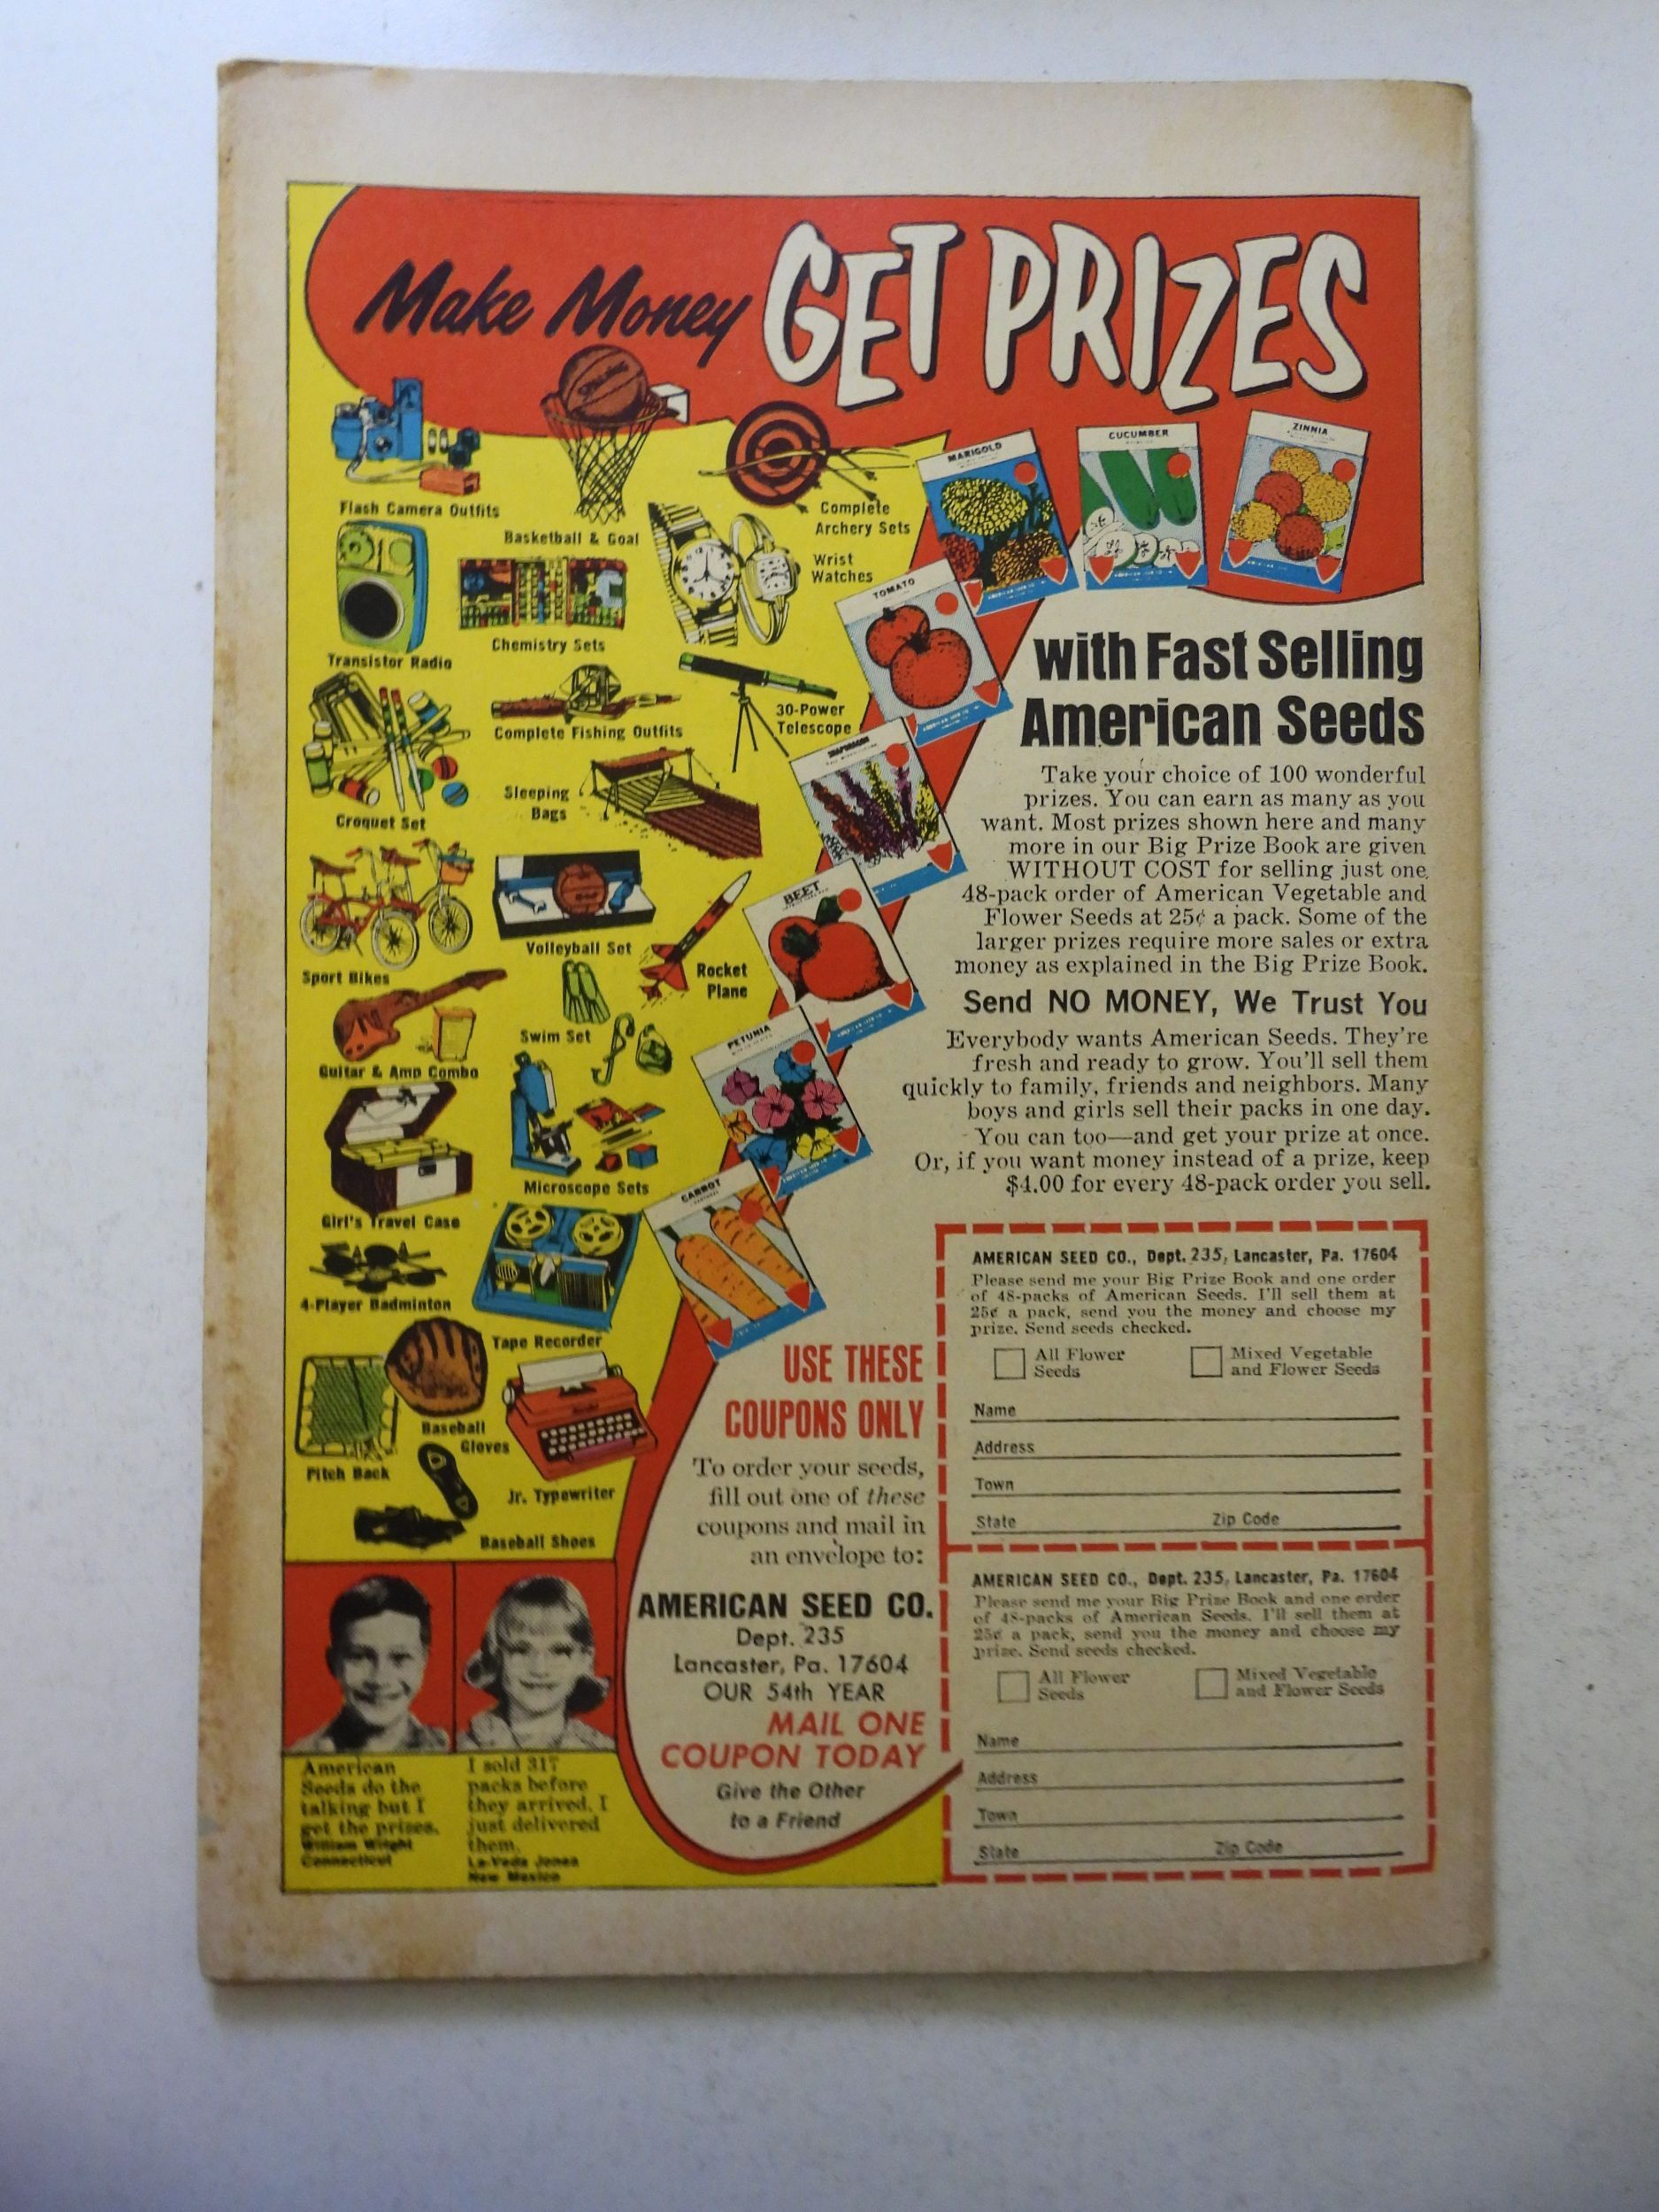 Make Money GET PRIZES
SPALDING
Flash Camera Outfits
Basketball & Goal
Complete
Archery Sets
Wrist
Watches
Transistor Radio
Chemistry Sets
30-Power
Telescope
Croquet Set
Complete Fishing Outfits
Sleeping
Bags
Sport Bikes
Volleyball Set
Rocket
Plane
Swim Set
Guitar & Amp Combo
Microscope Sets
Girl's Travel Case
4-Player Badminton
Tape Recorder
Baseball
Gloves
Pitch Back
Jr. Typewriter
Baseball Shoes
MARIGOLD
CUCUMBER
ZINNIA
TOMATO
SNAPDRAGON
BEET
PETUNIA
CARROT
with Fast Selling
American Seeds
Take your choice of 100 wonderful
prizes. You can earn as many as you
want. Most prizes shown here and many
more in our Big Prize Book are given
WITHOUT COST for selling just one
48-pack order of American Vegetable and
Flower Seeds at 25¢ a pack. Some of the
larger prizes require more sales or extra
money as explained in the Big Prize Book.
Send NO MONEY, We Trust You
Everybody wants American Seeds. They're
fresh and ready to grow. You'll sell them
quickly to family, friends and neighbors. Many
boys and girls sell their packs in one day.
You can too—and get your prize at once.
Or, if you want money instead of a prize, keep
$4.00 for every 48-pack order you sell.
USE THESE
COUPONS ONLY
To order your seeds,
fill out one of these
coupons and mail in
an envelope to:
AMERICAN SEED CO.
Dept. 235
Lancaster, Pa. 17604
OUR 54th YEAR
MAIL ONE
COUPON TODAY
Give the Other
to a Friend
American
Seeds do the
talking but I
get the prizes.
William Wright
Connecticut
I sold 317
packs before
they arrived. I
just delivered
them.
La-Veda Jones
New Mexico
AMERICAN SEED CO., Dept. 235, Lancaster, Pa. 17604
Please send me your Big Prize Book and one order
of 48-packs of American Seeds. I'll sell them at
25¢ a pack, send you the money and choose my
prize. Send seeds checked.
All Flower
Seeds
Mixed Vegetable
and Flower Seeds
Name
Address
Town
State Zip Code
AMERICAN SEED CO., Dept. 235, Lancaster, Pa. 17604
Please send me your Big Prize Book and one order
of 48-packs of American Seeds. I'll sell them at
25¢ a pack, send you the money and choose my
prize. Send seeds checked.
All Flower
Seeds
Mixed Vegetable
and Flower Seeds
Name
Address
Town
State Zip Code